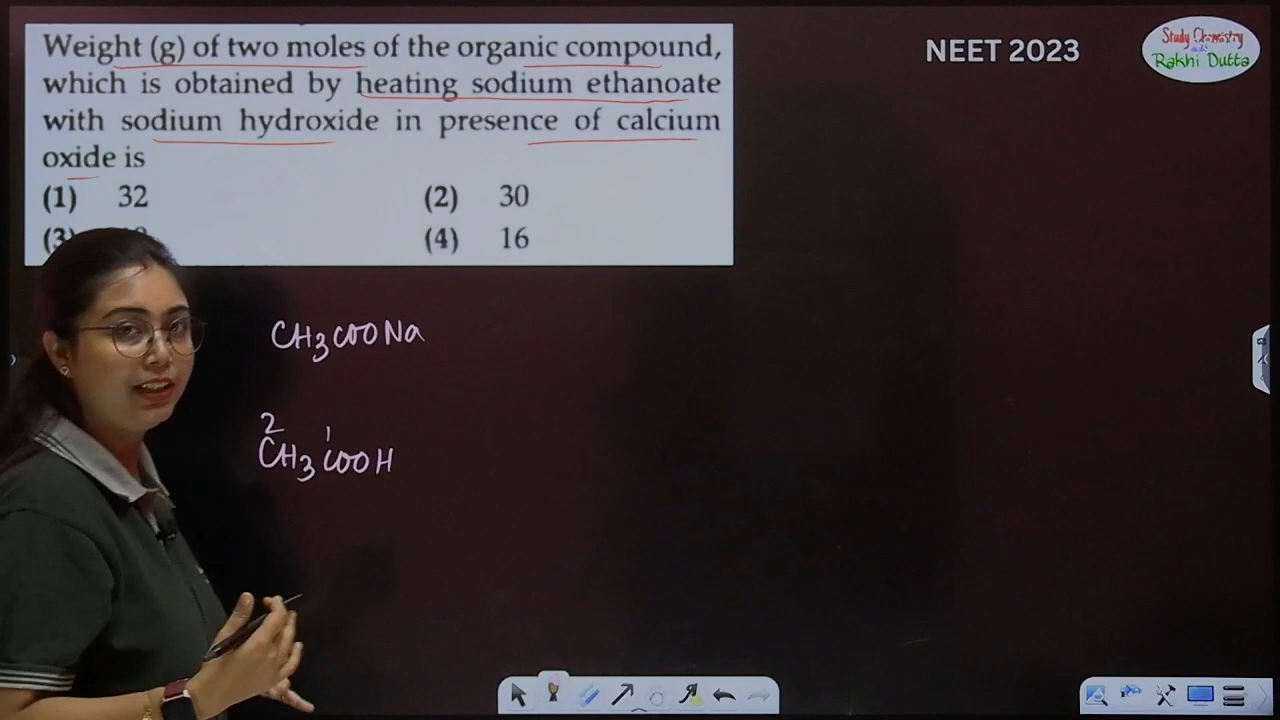 Weight (g) of two moles of the organic compound,
which is obtained by heating sodium ethanoate
with sodium hydroxide in presence of calcium
oxide is
(1) 32 (2) 30
(3) (4) 16
NEET 2023
Study Chemistry
with
Rakhi Dutta
CH3COONa
2 1
CH3COOH